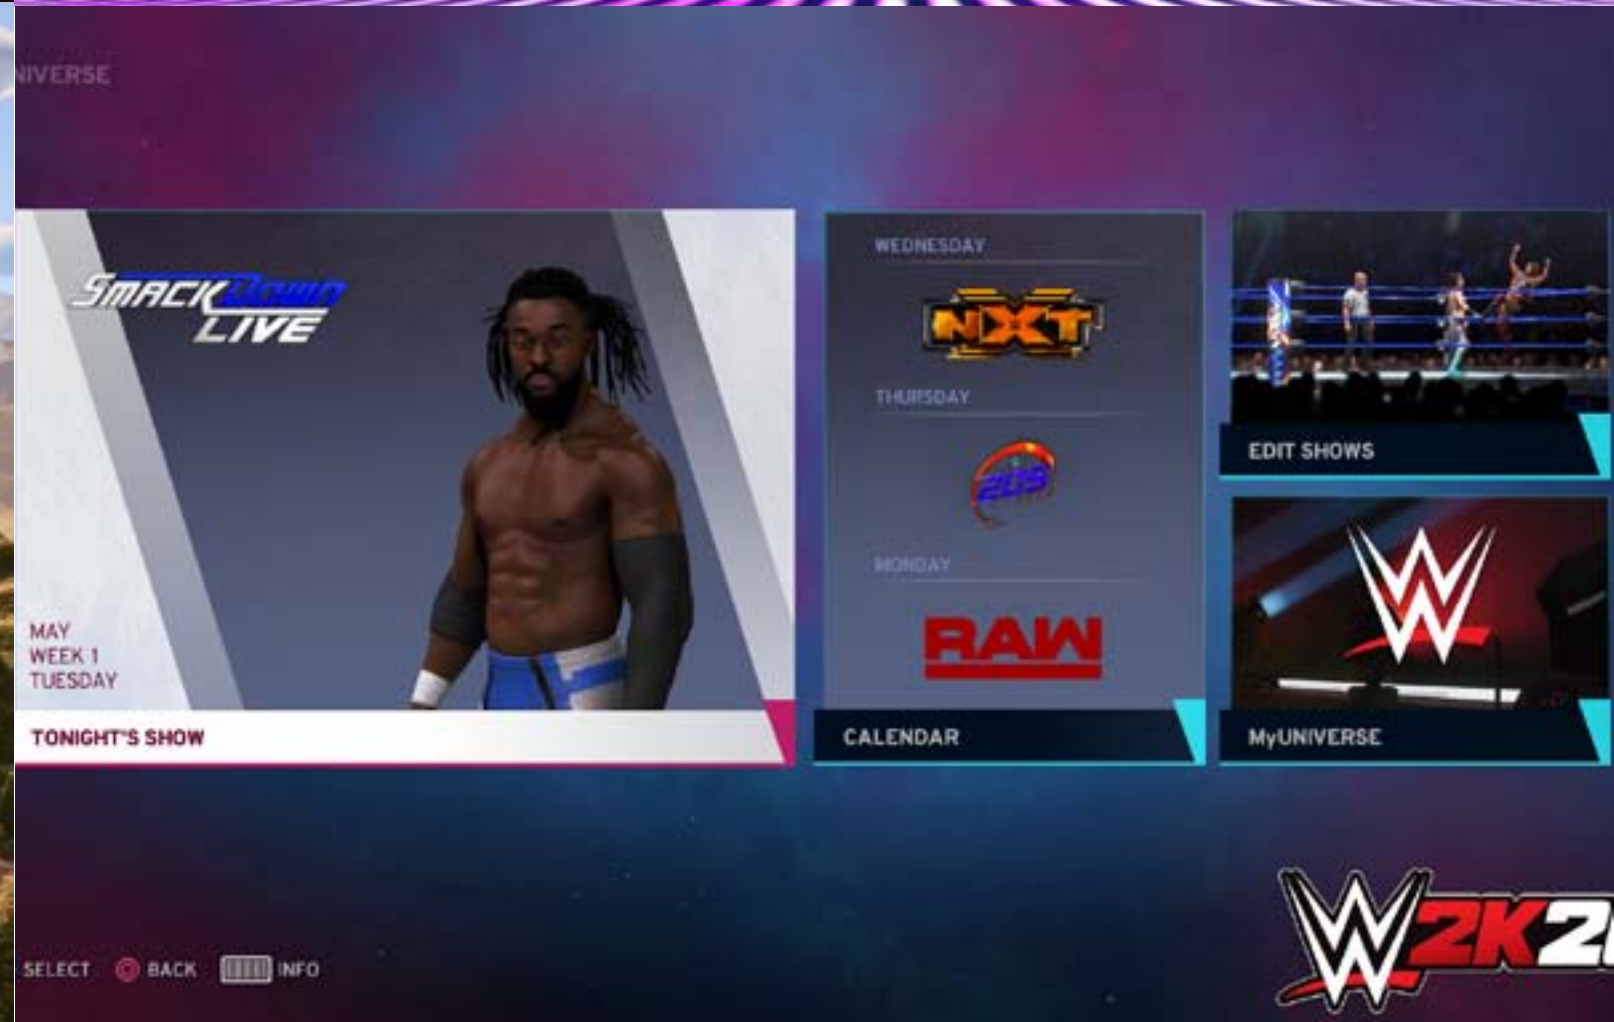 NIVERSE
SMACKDOWN
LIVE
MAY
WEEK 1
TUESDAY
TONIGHT'S SHOW
WEDNESDAY
NXT
THURSDAY
205
MONDAY
RAW
CALENDAR
EDIT SHOWS
W
MyUNIVERSE
SELECT BACK INFO
W 2K2